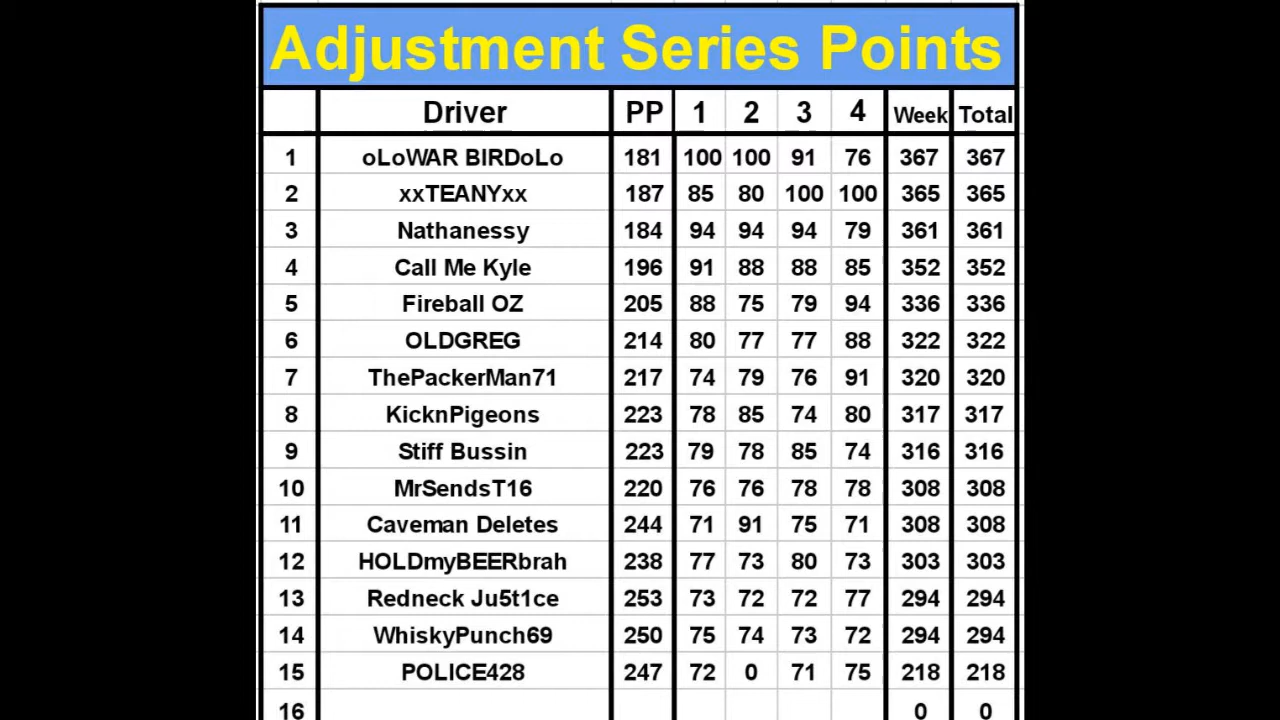 Adjustment Series Points
Driver PP 1 2 3 4 Week Total
1 oLoWAR BIRDoLo 181 100 100 91 76 367 367
2 xxTEANYxx 187 85 80 100 100 365 365
3 Nathanessy 184 94 94 94 79 361 361
4 Call Me Kyle 196 91 88 88 85 352 352
5 Fireball OZ 205 88 75 79 94 336 336
6 OLDGREG 214 80 77 77 88 322 322
7 ThePackerMan71 217 74 79 76 91 320 320
8 KicknPigeons 223 78 85 74 80 317 317
9 Stiff Bussin 223 79 78 85 74 316 316
10 MrSendsT16 220 76 76 78 78 308 308
11 Caveman Deletes 244 71 91 75 71 308 308
12 HOLDmyBEERbrah 238 77 73 80 73 303 303
13 Redneck Ju5t1ce 253 73 72 72 77 294 294
14 WhiskyPunch69 250 75 74 73 72 294 294
15 POLICE428 247 72 0 71 75 218 218
16 0 0